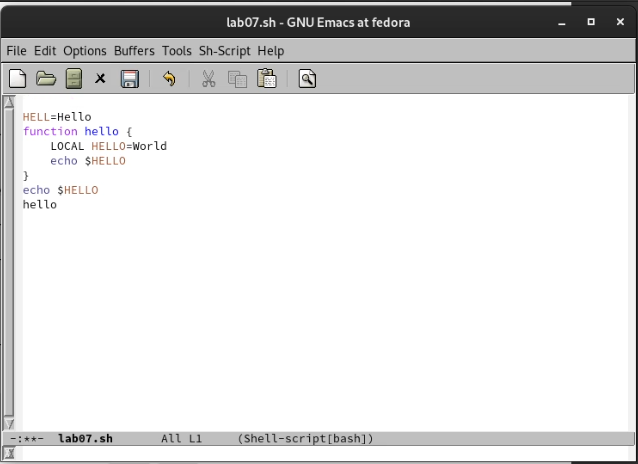 lab07.sh - GNU Emacs at fedora
File Edit Options Buffers Tools Sh-Script Help
HELL=Hello
function hello {
    LOCAL HELLO=World
    echo $HELLO
}
echo $HELLO
hello
-:**-  lab07.sh       All L1     (Shell-script[bash])